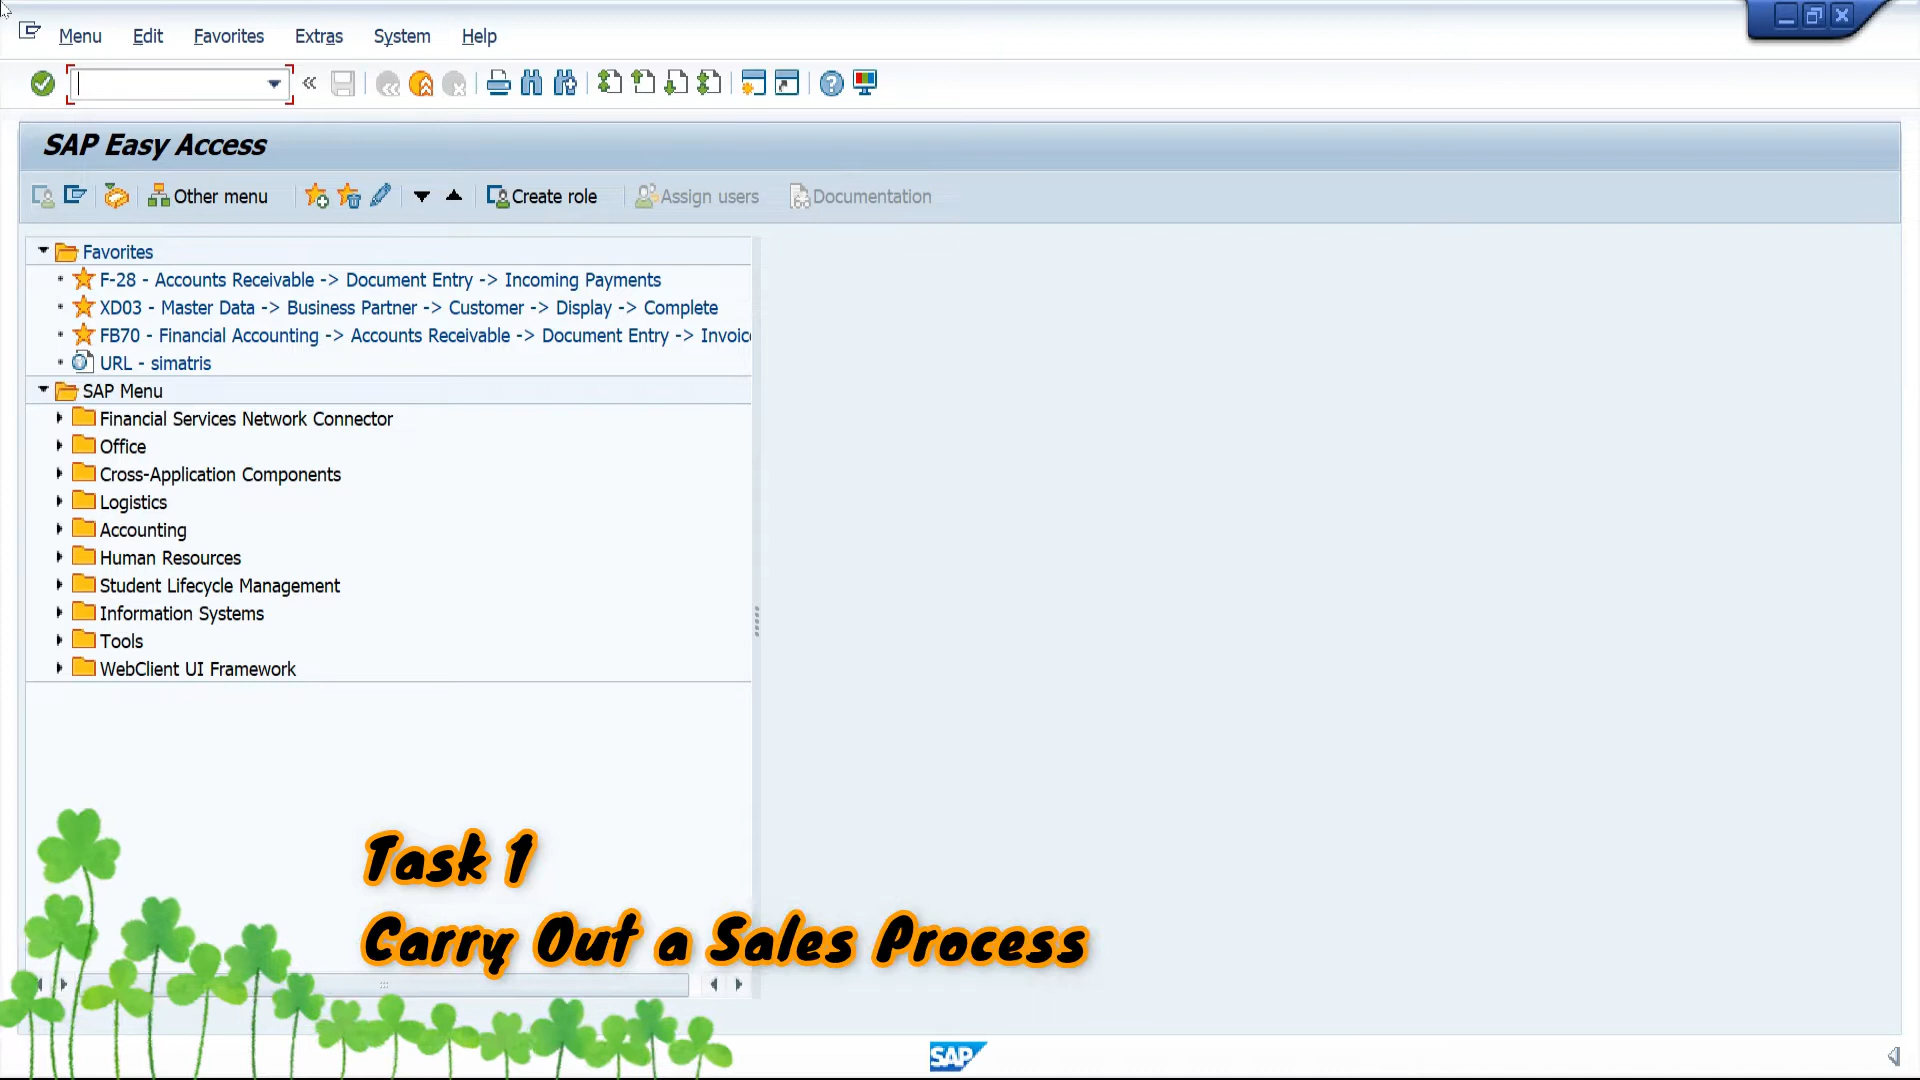 Menu Edit Favorites Extras System Help
SAP Easy Access
Other menu Create role Assign users Documentation
Favorites
F-28 - Accounts Receivable -> Document Entry -> Incoming Payments
XD03 - Master Data -> Business Partner -> Customer -> Display -> Complete
FB70 - Financial Accounting -> Accounts Receivable -> Document Entry -> Invoic
URL - simatris
SAP Menu
Financial Services Network Connector
Office
Cross-Application Components
Logistics
Accounting
Human Resources
Student Lifecycle Management
Information Systems
Tools
WebClient UI Framework
Task 1
Carry Out a Sales Process
SAP